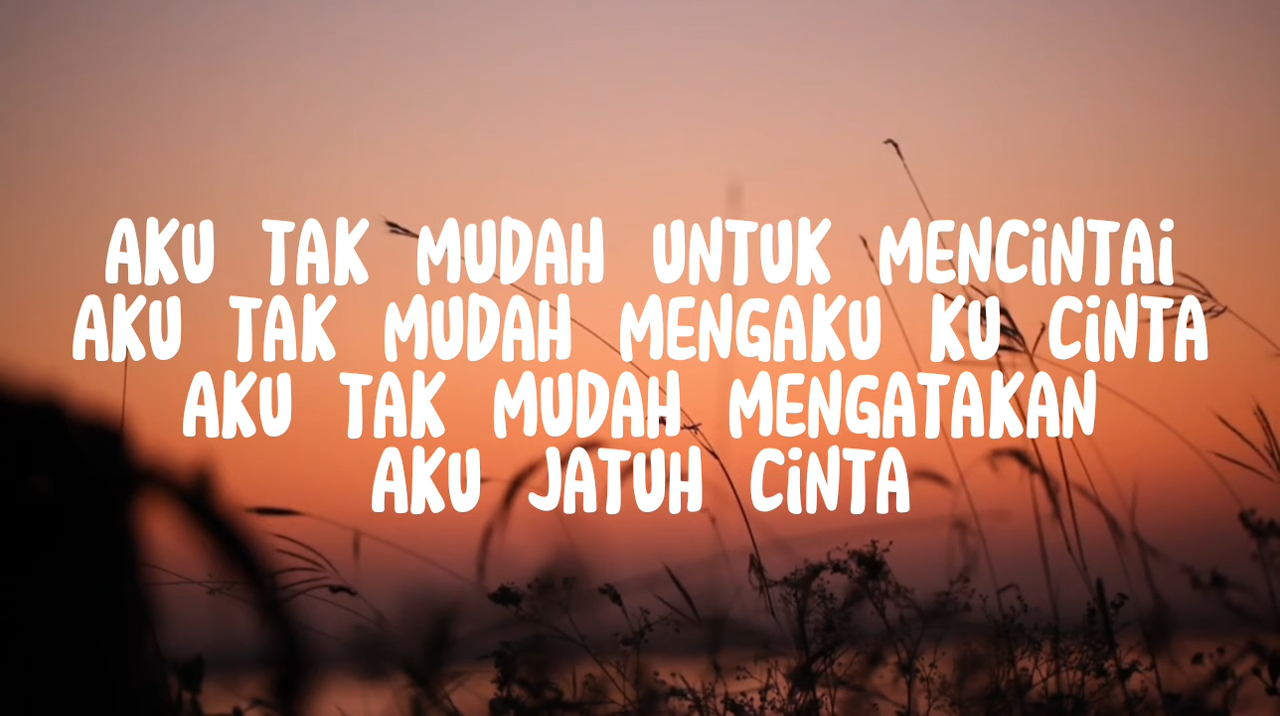 AKU TAK MUDAH UNTUK MENCiNTAi
AKU TAK MUDAH MENGAKU KU CiNTA
AKU TAK MUDAH MENGATAKAN
AKU JATUH CiNTA